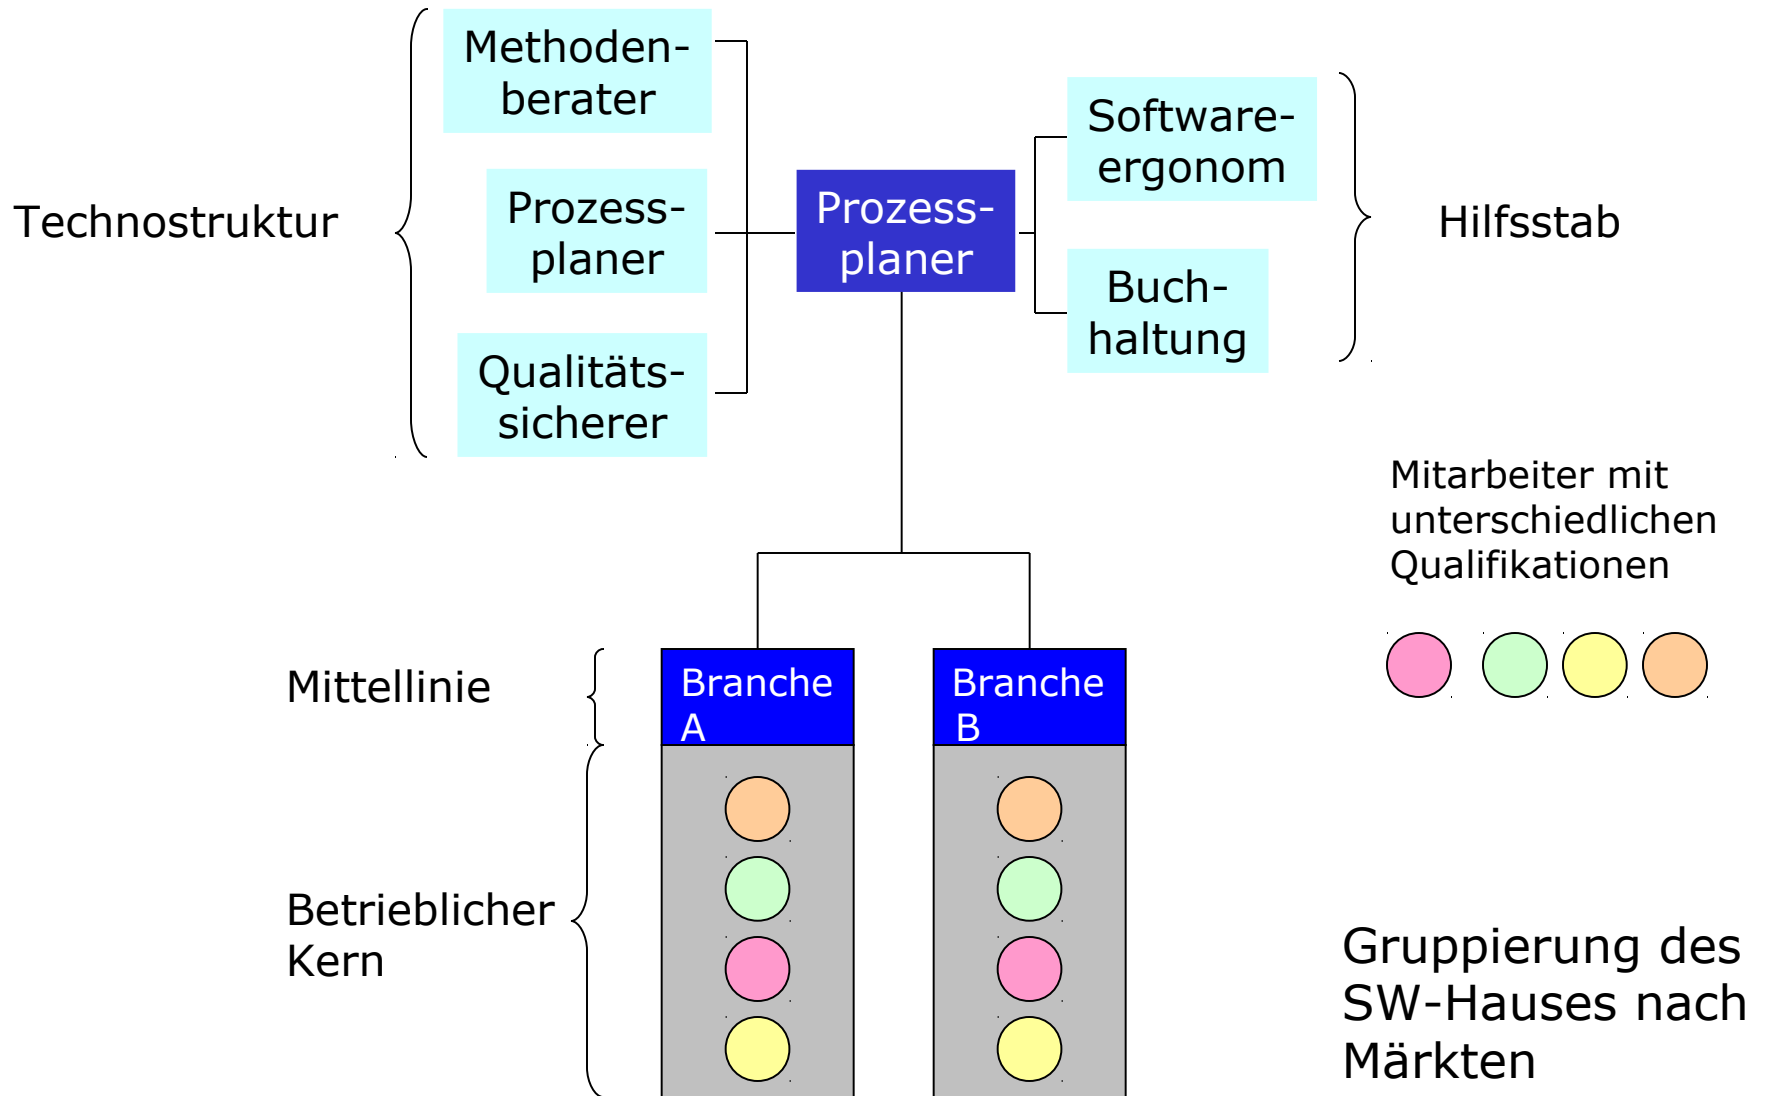 Methoden-
berater
Prozess-
planer
Qualitäts-
sicherer
Technostruktur
Prozess-
planer
Software-
ergonom
Buch-
haltung
Hilfsstab
Mitarbeiter mit
unterschiedlichen
Qualifikationen
Mittellinie
Branche
A
Branche
B
Betrieblicher
Kern
Gruppierung des
SW-Hauses nach
Märkten